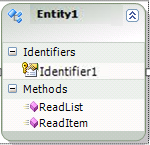 Entity1
Identifiers
Identifier1
Methods
ReadList
ReadItem